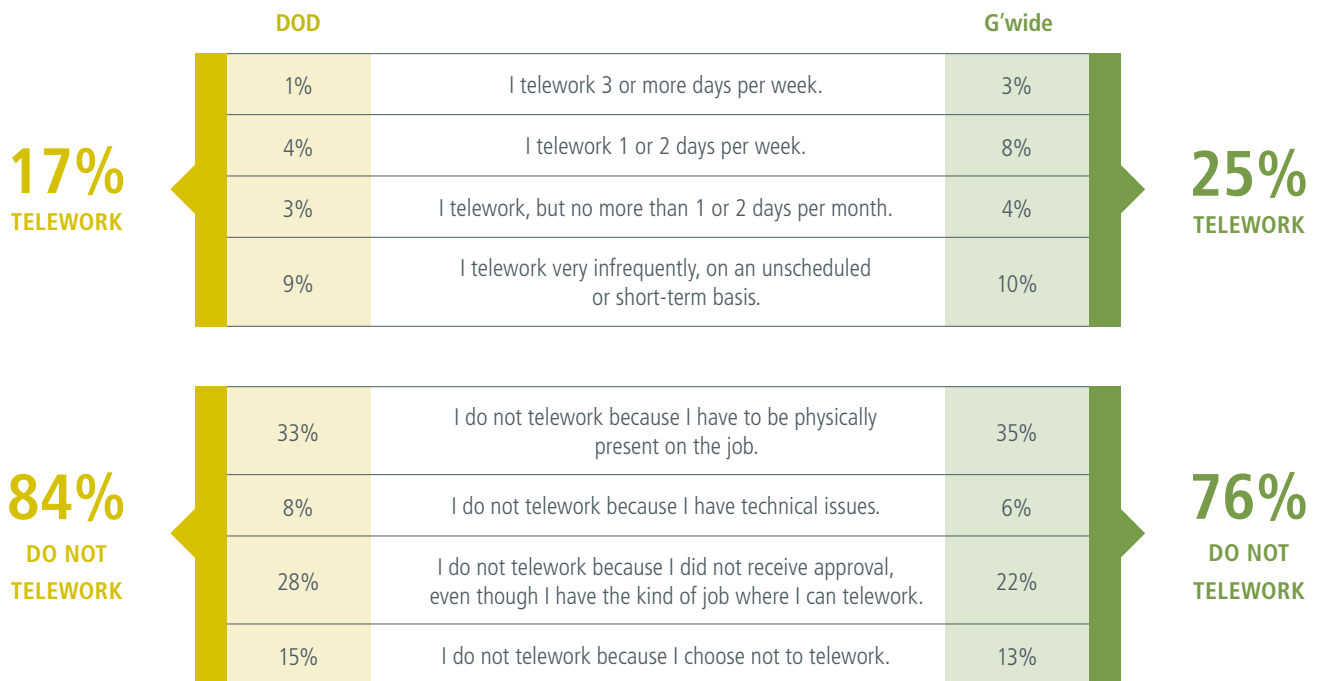 DOD G'wide
1% I telework 3 or more days per week. 3%
4% I telework 1 or 2 days per week. 8%
17%
TELEWORK
25%
TELEWORK
3% I telework, but no more than 1 or 2 days per month. 4%
9% I telework very infrequently, on an unscheduled
or short-term basis. 10%
33% I do not telework because I have to be physically
present on the job. 35%
8% I do not telework because I have technical issues. 6%
84%
DO NOT
TELEWORK
76%
DO NOT
TELEWORK
28% I do not telework because I did not receive approval,
even though I have the kind of job where I can telework. 22%
15% I do not telework because I choose not to telework. 13%